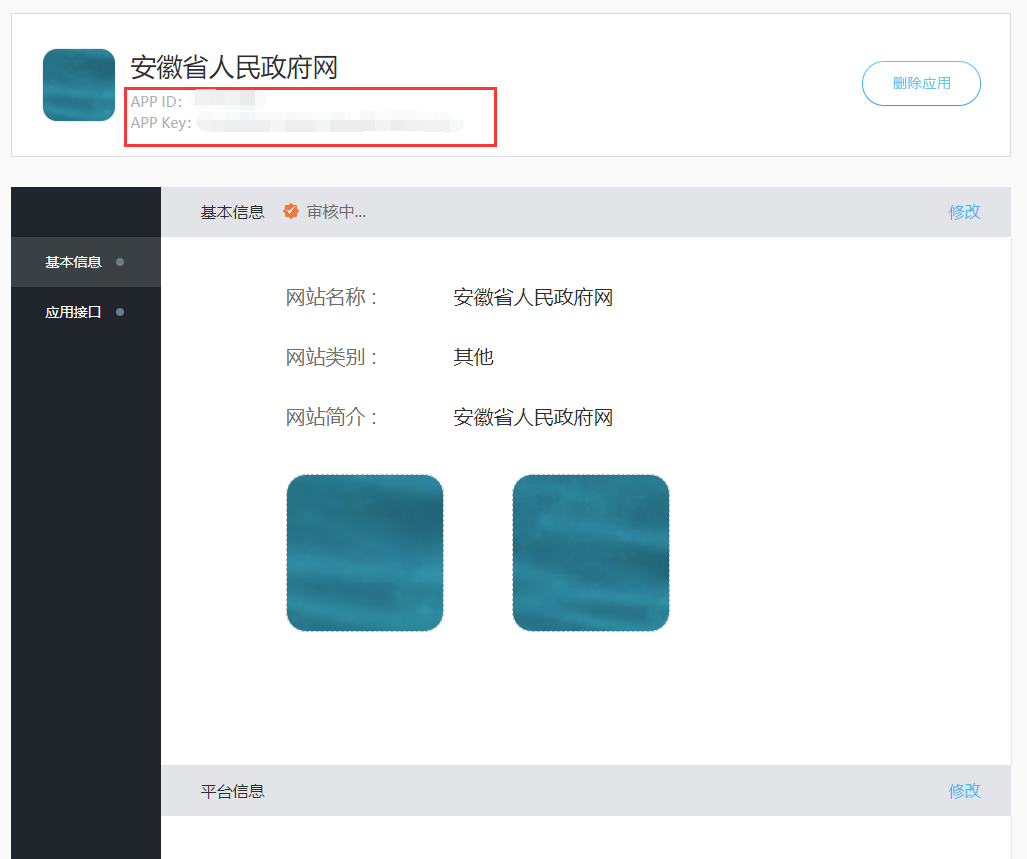 安徽省人民政府网
APP ID:
删除应用
APP Key:
基本信息 审核中... 修改
基本信息
应用接口
网站名称： 安徽省人民政府网
网站类别： 其他
网站简介： 安徽省人民政府网
平台信息 修改